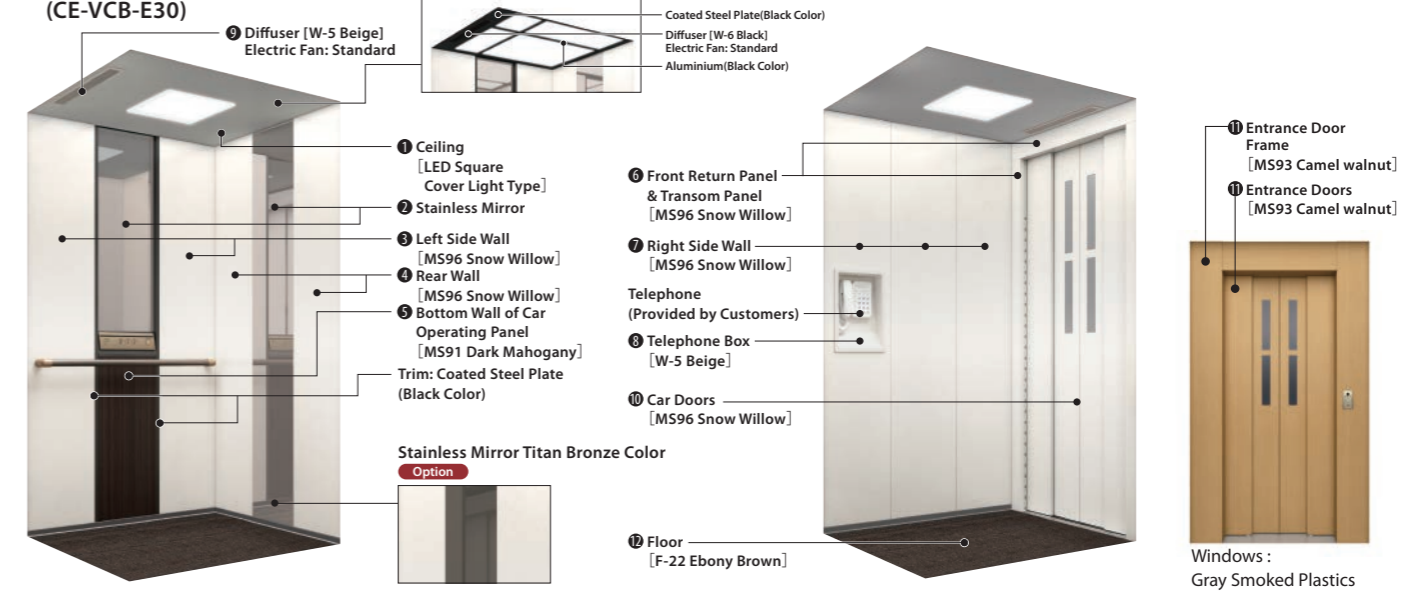 (CE-VCB-E30)
❾ Diffuser [W-5 Beige]
Electric Fan: Standard
Coated Steel Plate(Black Color)
Diffuser [W-6 Black]
Electric Fan: Standard
Aluminium(Black Color)
❶ Ceiling
[LED Square
Cover Light Type]
❷ Stainless Mirror
❸ Left Side Wall
[MS96 Snow Willow]
❹ Rear Wall
[MS96 Snow Willow]
❺ Bottom Wall of Car
Operating Panel
[MS91 Dark Mahogany]
Trim: Coated Steel Plate
(Black Color)
Stainless Mirror Titan Bronze Color
Option
❻ Front Return Panel
& Transom Panel
[MS96 Snow Willow]
❼ Right Side Wall
[MS96 Snow Willow]
Telephone
(Provided by Customers)
❽ Telephone Box
[W-5 Beige]
❿ Car Doors
[MS96 Snow Willow]
⓬ Floor
[F-22 Ebony Brown]
⓫ Entrance Door
Frame
[MS93 Camel walnut]
⓫ Entrance Doors
[MS93 Camel walnut]
Windows :
Gray Smoked Plastics